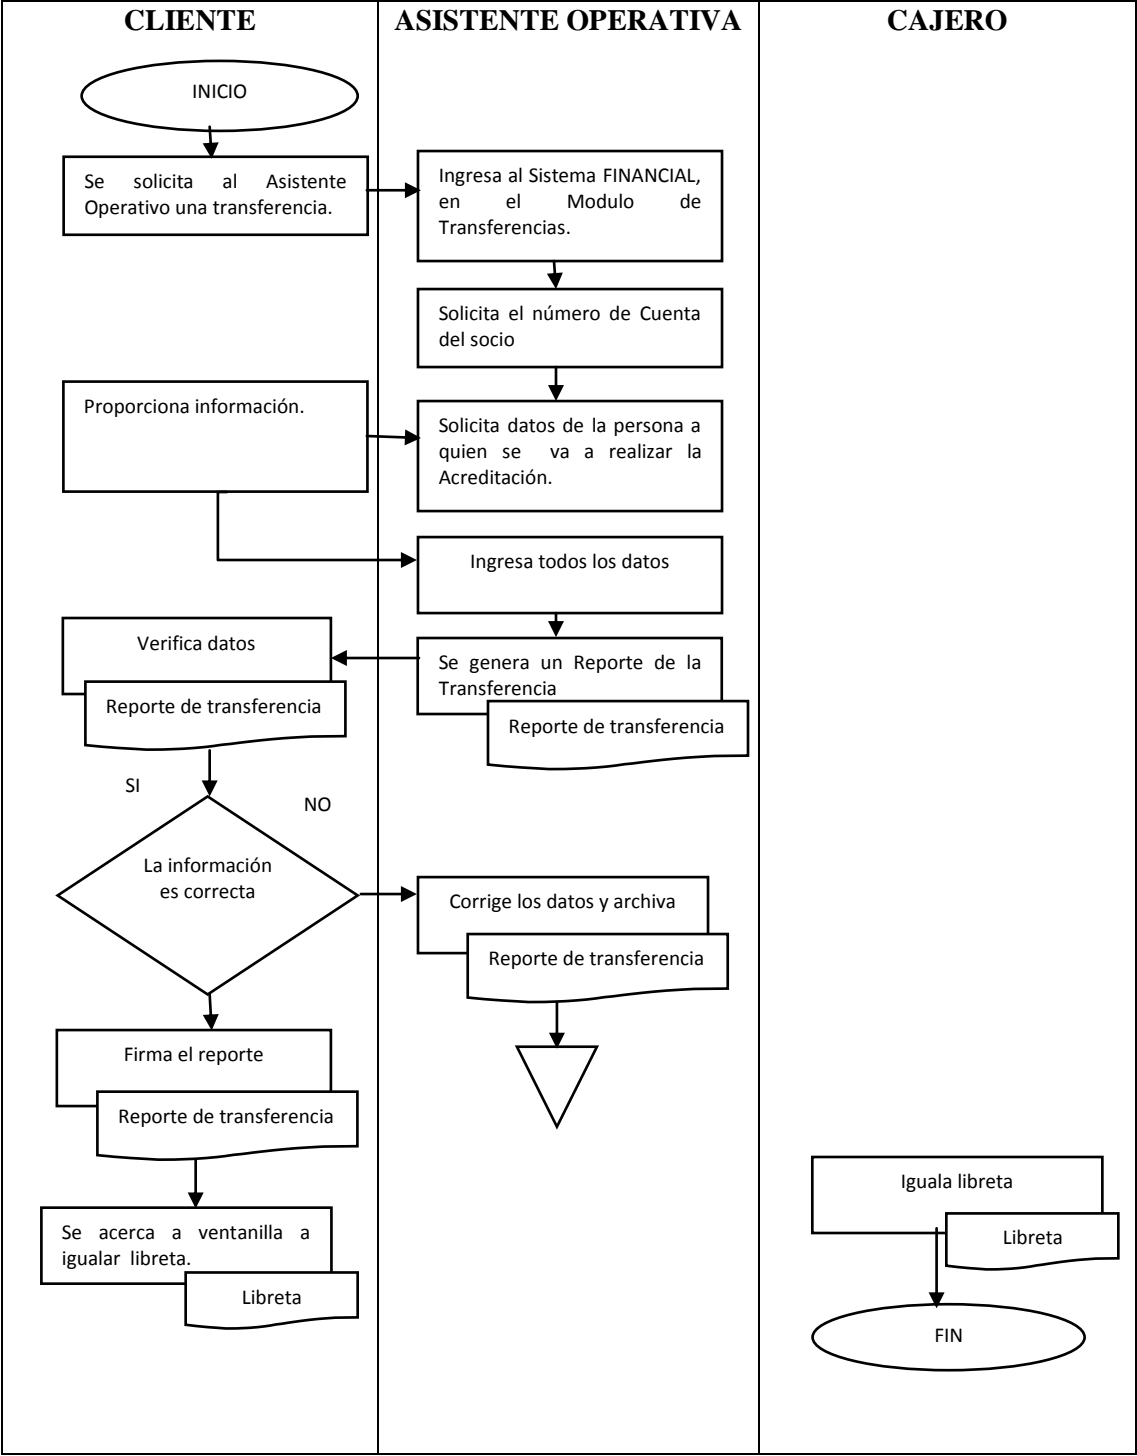 CLIENTE
ASISTENTE OPERATIVA
CAJERO
INICIO
Se solicita al Asistente
Operativo una transferencia.
Ingresa al Sistema FINANCIAL,
en el Modulo de
Transferencias.
Solicita el número de Cuenta
del socio
Proporciona información.
Solicita datos de la persona a
quien se va a realizar la
Acreditación.
Ingresa todos los datos
Verifica datos
Reporte de transferencia
Se genera un Reporte de la
Transferencia
Reporte de transferencia
SI
NO
La información
es correcta
Corrige los datos y archiva
Reporte de transferencia
Firma el reporte
Reporte de transferencia
Se acerca a ventanilla a
igualar libreta.
Libreta
Iguala libreta
Libreta
FIN